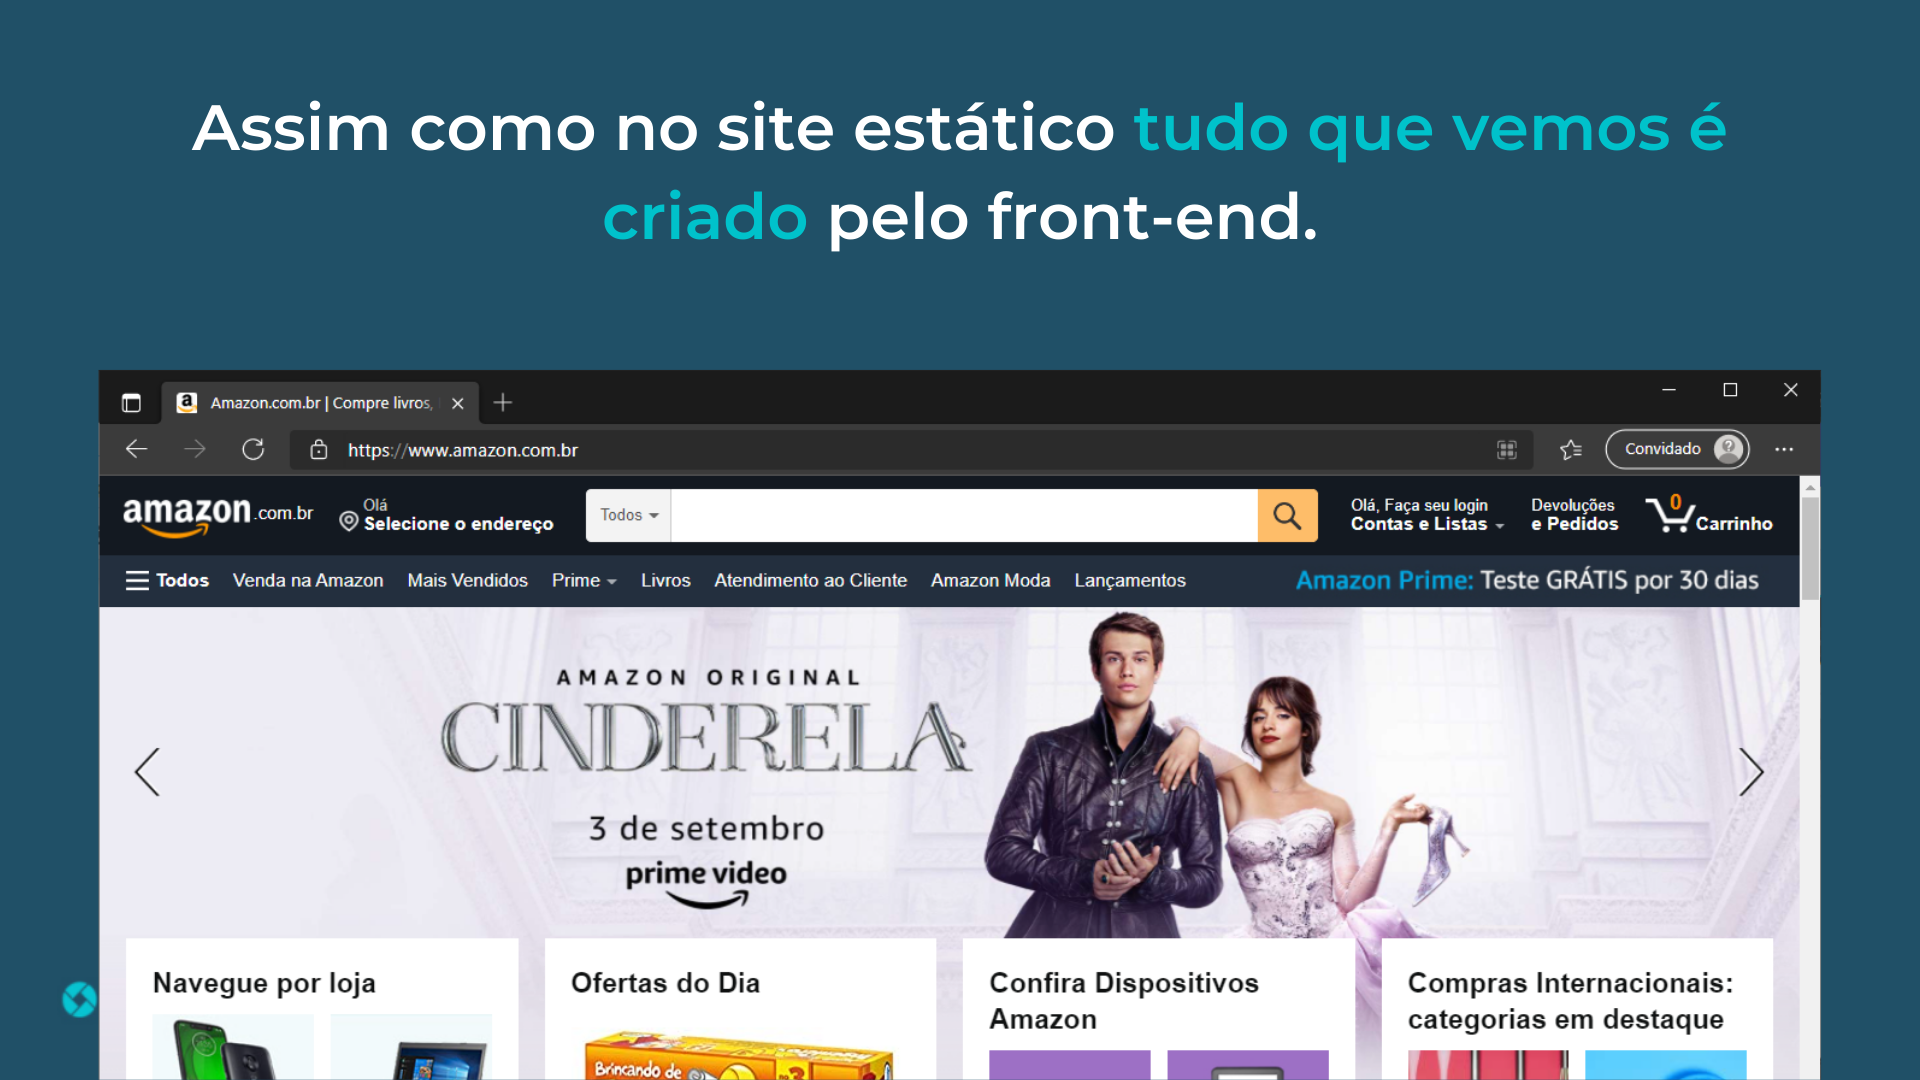 Assim como no site estático tudo que vemos é
criado pelo front-end.
Amazon.com.br | Compre livros,
https://www.amazon.com.br
Convidado
amazon.com.br
Olá
Selecione o endereço
Todos
Olá, Faça seu login
Contas e Listas
Devoluções
e Pedidos
0
Carrinho
Todos
Venda na Amazon
Mais Vendidos
Prime
Livros
Atendimento ao Cliente
Amazon Moda
Lançamentos
Amazon Prime: Teste GRÁTIS por 30 dias
AMAZON ORIGINAL
CINDERELA
3 de setembro
prime video
Navegue por loja
Ofertas do Dia
Confira Dispositivos
Amazon
Compras Internacionais:
categorias em destaque
Brincando de